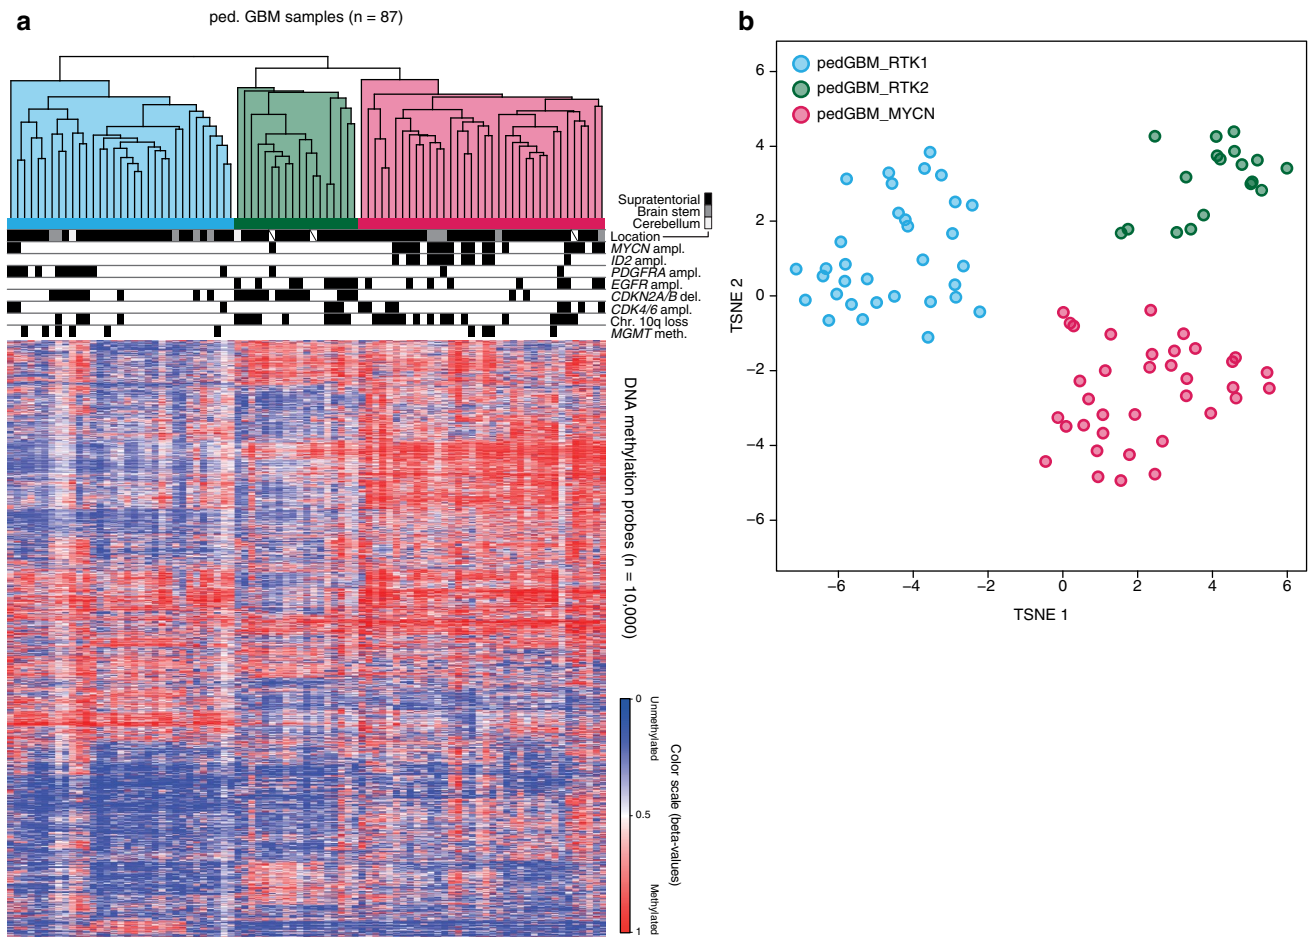 a
ped. GBM samples (n = 87)
Supratentorial
Brain stem
Cerebellum
Location
MYCN ampl.
ID2 ampl.
PDGFRA ampl.
EGFR ampl.
CDKN2A/B del.
CDK4/6 ampl.
Chr. 10q loss
MGMT meth.
DNA methylation probes (n = 10,000)
0
0.5
1
Unmethylated
Methylated
Color scale (beta-values)
b
pedGBM_RTK1
pedGBM_RTK2
pedGBM_MYCN
TSNE 2
6
4
2
0
−2
−4
−6
−6
−4
−2
0
2
4
6
TSNE 1